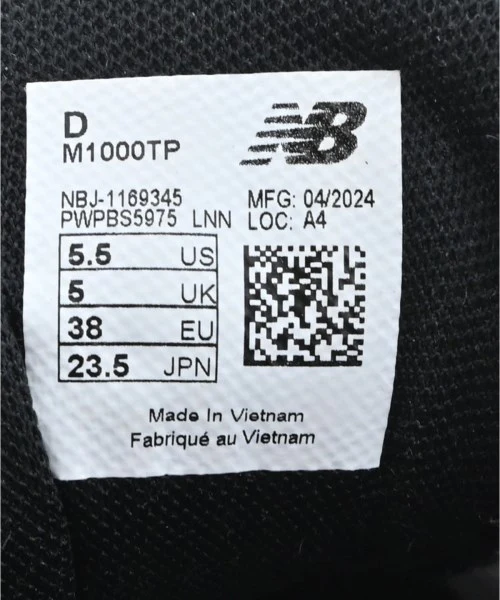 D
M1000TP
NB
NBJ-1169345 MFG: 04/2024
PWPBS5975 LNN LOC: A4
5.5 US
5 UK
38 EU
23.5 JPN
Made In Vietnam
Fabriqué au Vietnam